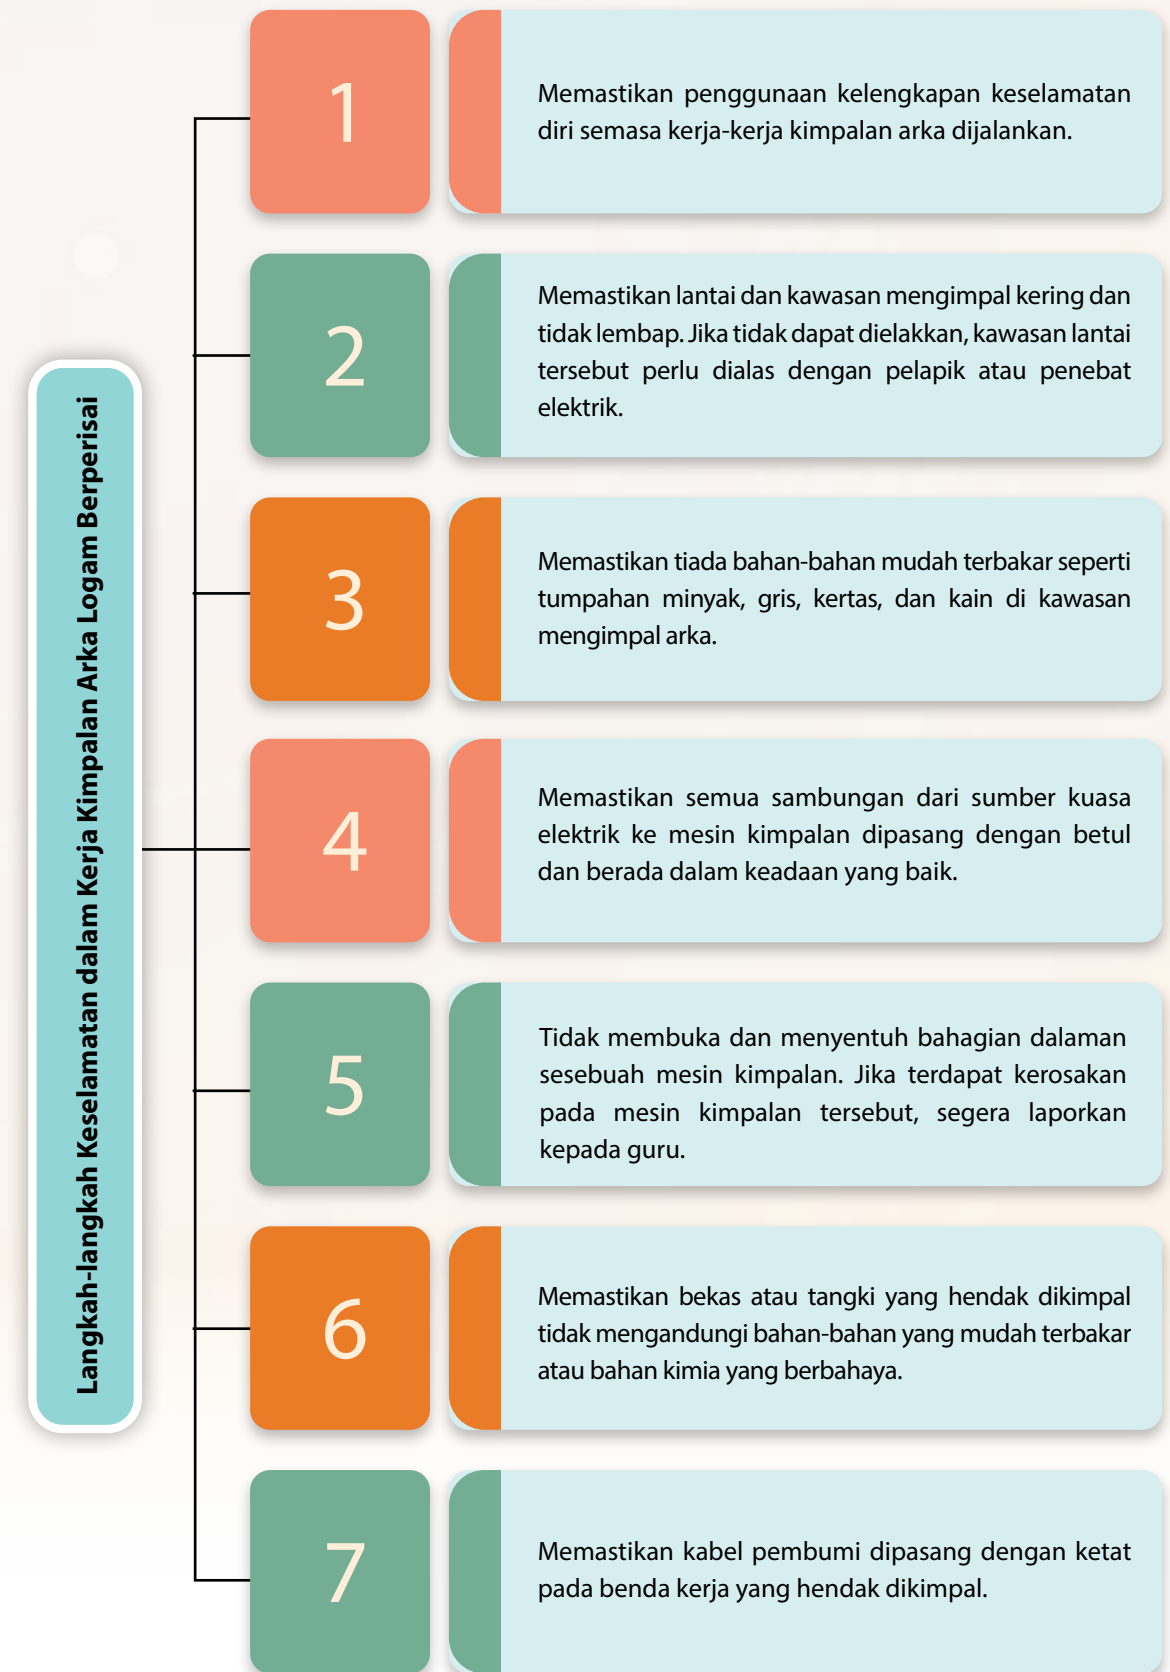 Langkah-langkah Keselamatan dalam Kerja Kimpalan Arka Logam Berperisai
1
Memastikan penggunaan kelengkapan keselamatan
diri semasa kerja-kerja kimpalan arka dijalankan.
2
Memastikan lantai dan kawasan mengimpal kering dan
tidak lembap. Jika tidak dapat dielakkan, kawasan lantai
tersebut perlu dialas dengan pelapik atau penebat
elektrik.
3
Memastikan tiada bahan-bahan mudah terbakar seperti
tumpahan minyak, gris, kertas, dan kain di kawasan
mengimpal arka.
4
Memastikan semua sambungan dari sumber kuasa
elektrik ke mesin kimpalan dipasang dengan betul
dan berada dalam keadaan yang baik.
5
Tidak membuka dan menyentuh bahagian dalaman
sesebuah mesin kimpalan. Jika terdapat kerosakan
pada mesin kimpalan tersebut, segera laporkan
kepada guru.
6
Memastikan bekas atau tangki yang hendak dikimpal
tidak mengandungi bahan-bahan yang mudah terbakar
atau bahan kimia yang berbahaya.
7
Memastikan kabel pembumi dipasang dengan ketat
pada benda kerja yang hendak dikimpal.